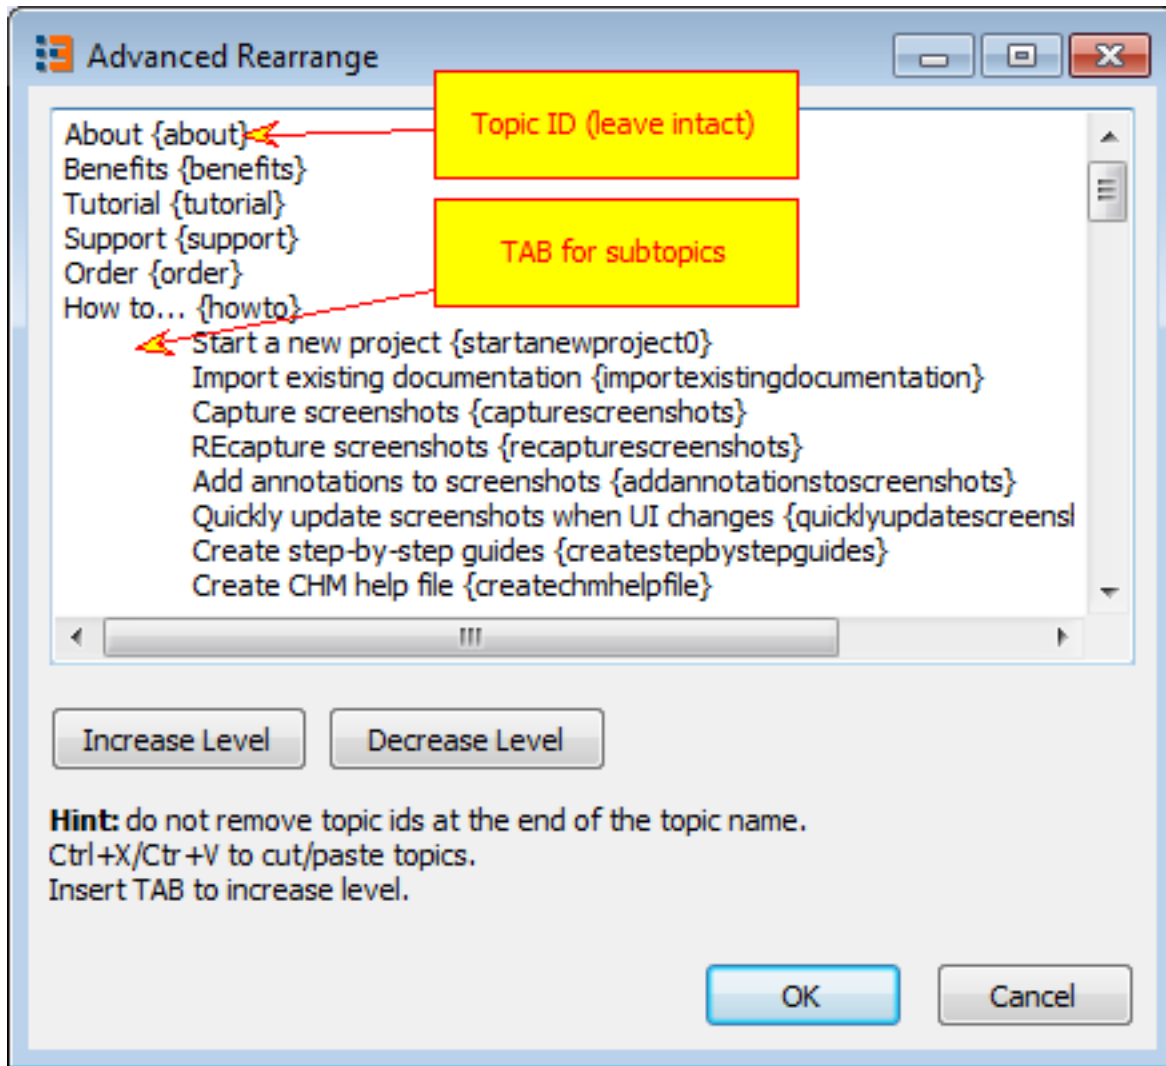 Advanced Rearrange
Topic ID (leave intact)
About {about}
Benefits {benefits}
Tutorial {tutorial}
Support {support}
TAB for subtopics
Order {order}
How to... {howto}
Start a new project {startanewproject0}
Import existing documentation {importexistingdocumentation}
Capture screenshots {capturescreenshots}
REcapture screenshots {recapturescreenshots}
Add annotations to screenshots {addannotationstoscreenshots}
Quickly update screenshots when UI changes {quicklyupdatescreensl
Create step-by-step guides {createstepbystepguides}
Create CHM help file {createchmhelpfile}
Increase Level Decrease Level
Hint: do not remove topic ids at the end of the topic name.
Ctrl+X/Ctr+V to cut/paste topics.
Insert TAB to increase level.
OK Cancel